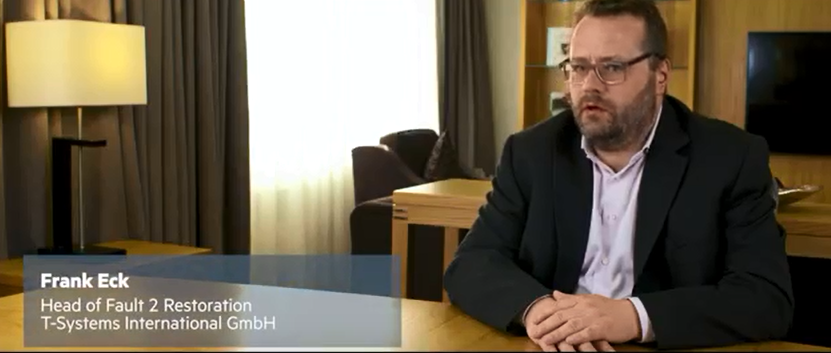 Frank Eck
Head of Fault 2 Restoration
T-Systems International GmbH